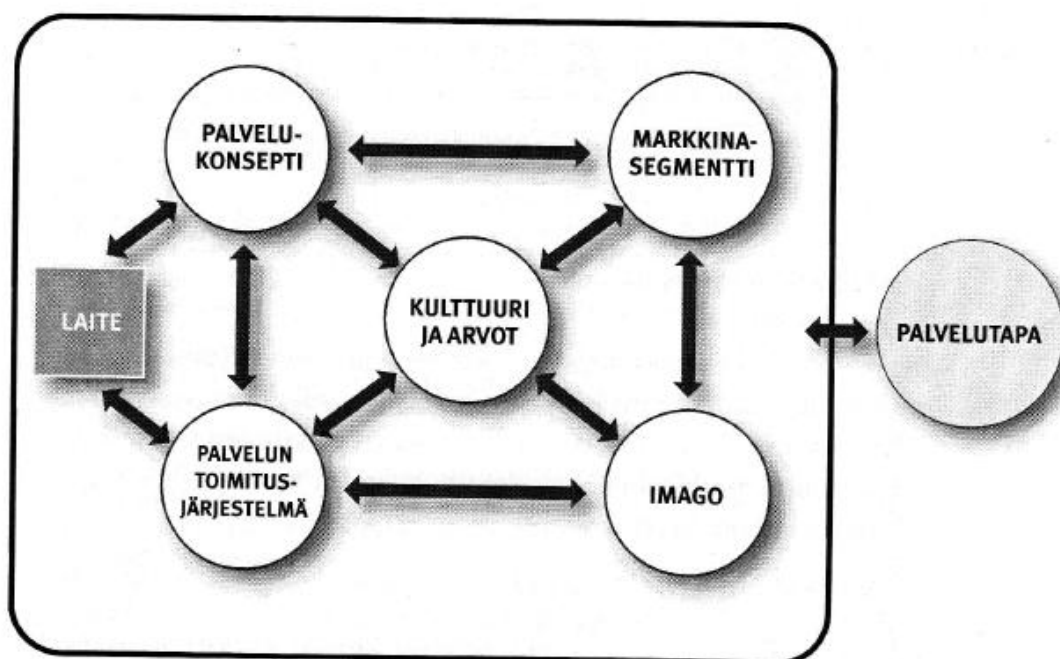 PALVELU-
KONSEPTI
MARKKINA-
SEGMENTTI
LAITE
KULTTUURI
JA ARVOT
PALVELUTAPA
PALVELUN
TOIMITUS-
JÄRJESTELMÄ
IMAGO